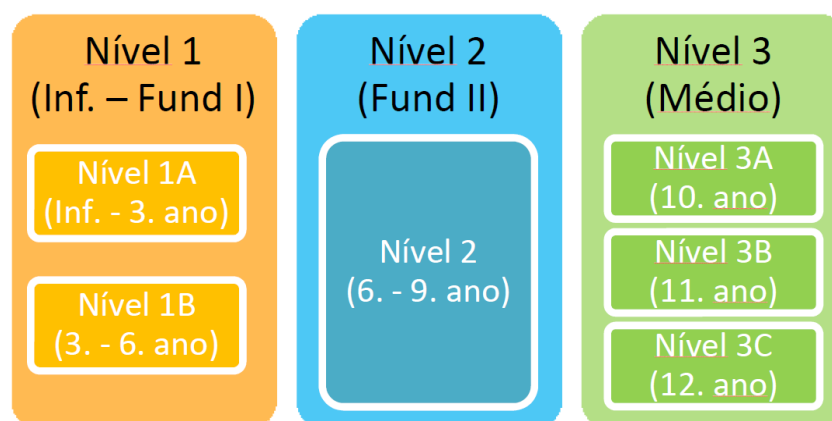 Nível 1
(Inf. – Fund I)
Nível 1A
(Inf. - 3. ano)
Nível 1B
(3. - 6. ano)
Nível 2
(Fund II)
Nível 2
(6. - 9. ano)
Nível 3
(Médio)
Nível 3A
(10. ano)
Nível 3B
(11. ano)
Nível 3C
(12. ano)